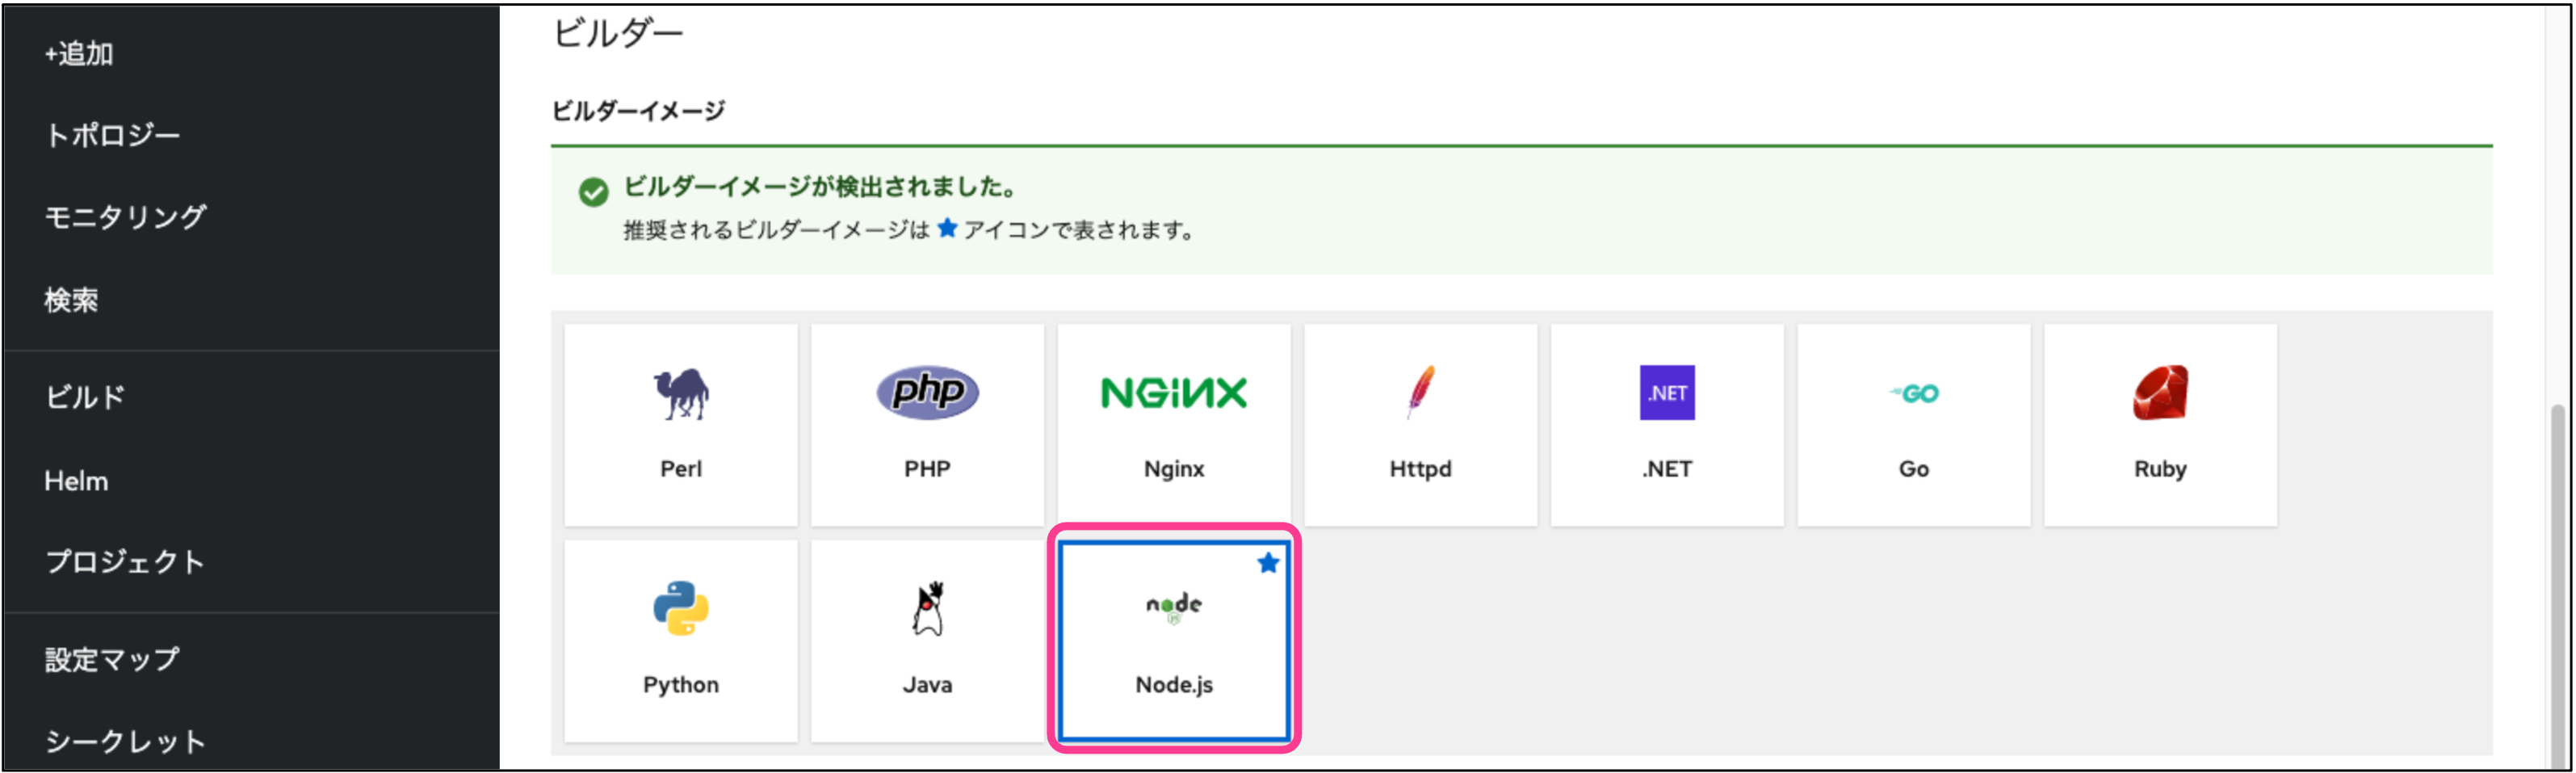 +追加
トポロジー
モニタリング
検索
ビルド
Helm
プロジェクト
設定マップ
シークレット
ビルダー
ビルダーイメージ
ビルダーイメージが検出されました。
推奨されるビルダーイメージは ★ アイコンで表されます。
php
NGiNX
.NET
GO
Perl
PHP
Nginx
Httpd
.NET
Go
Ruby
node
JS
Python
Java
Node.js